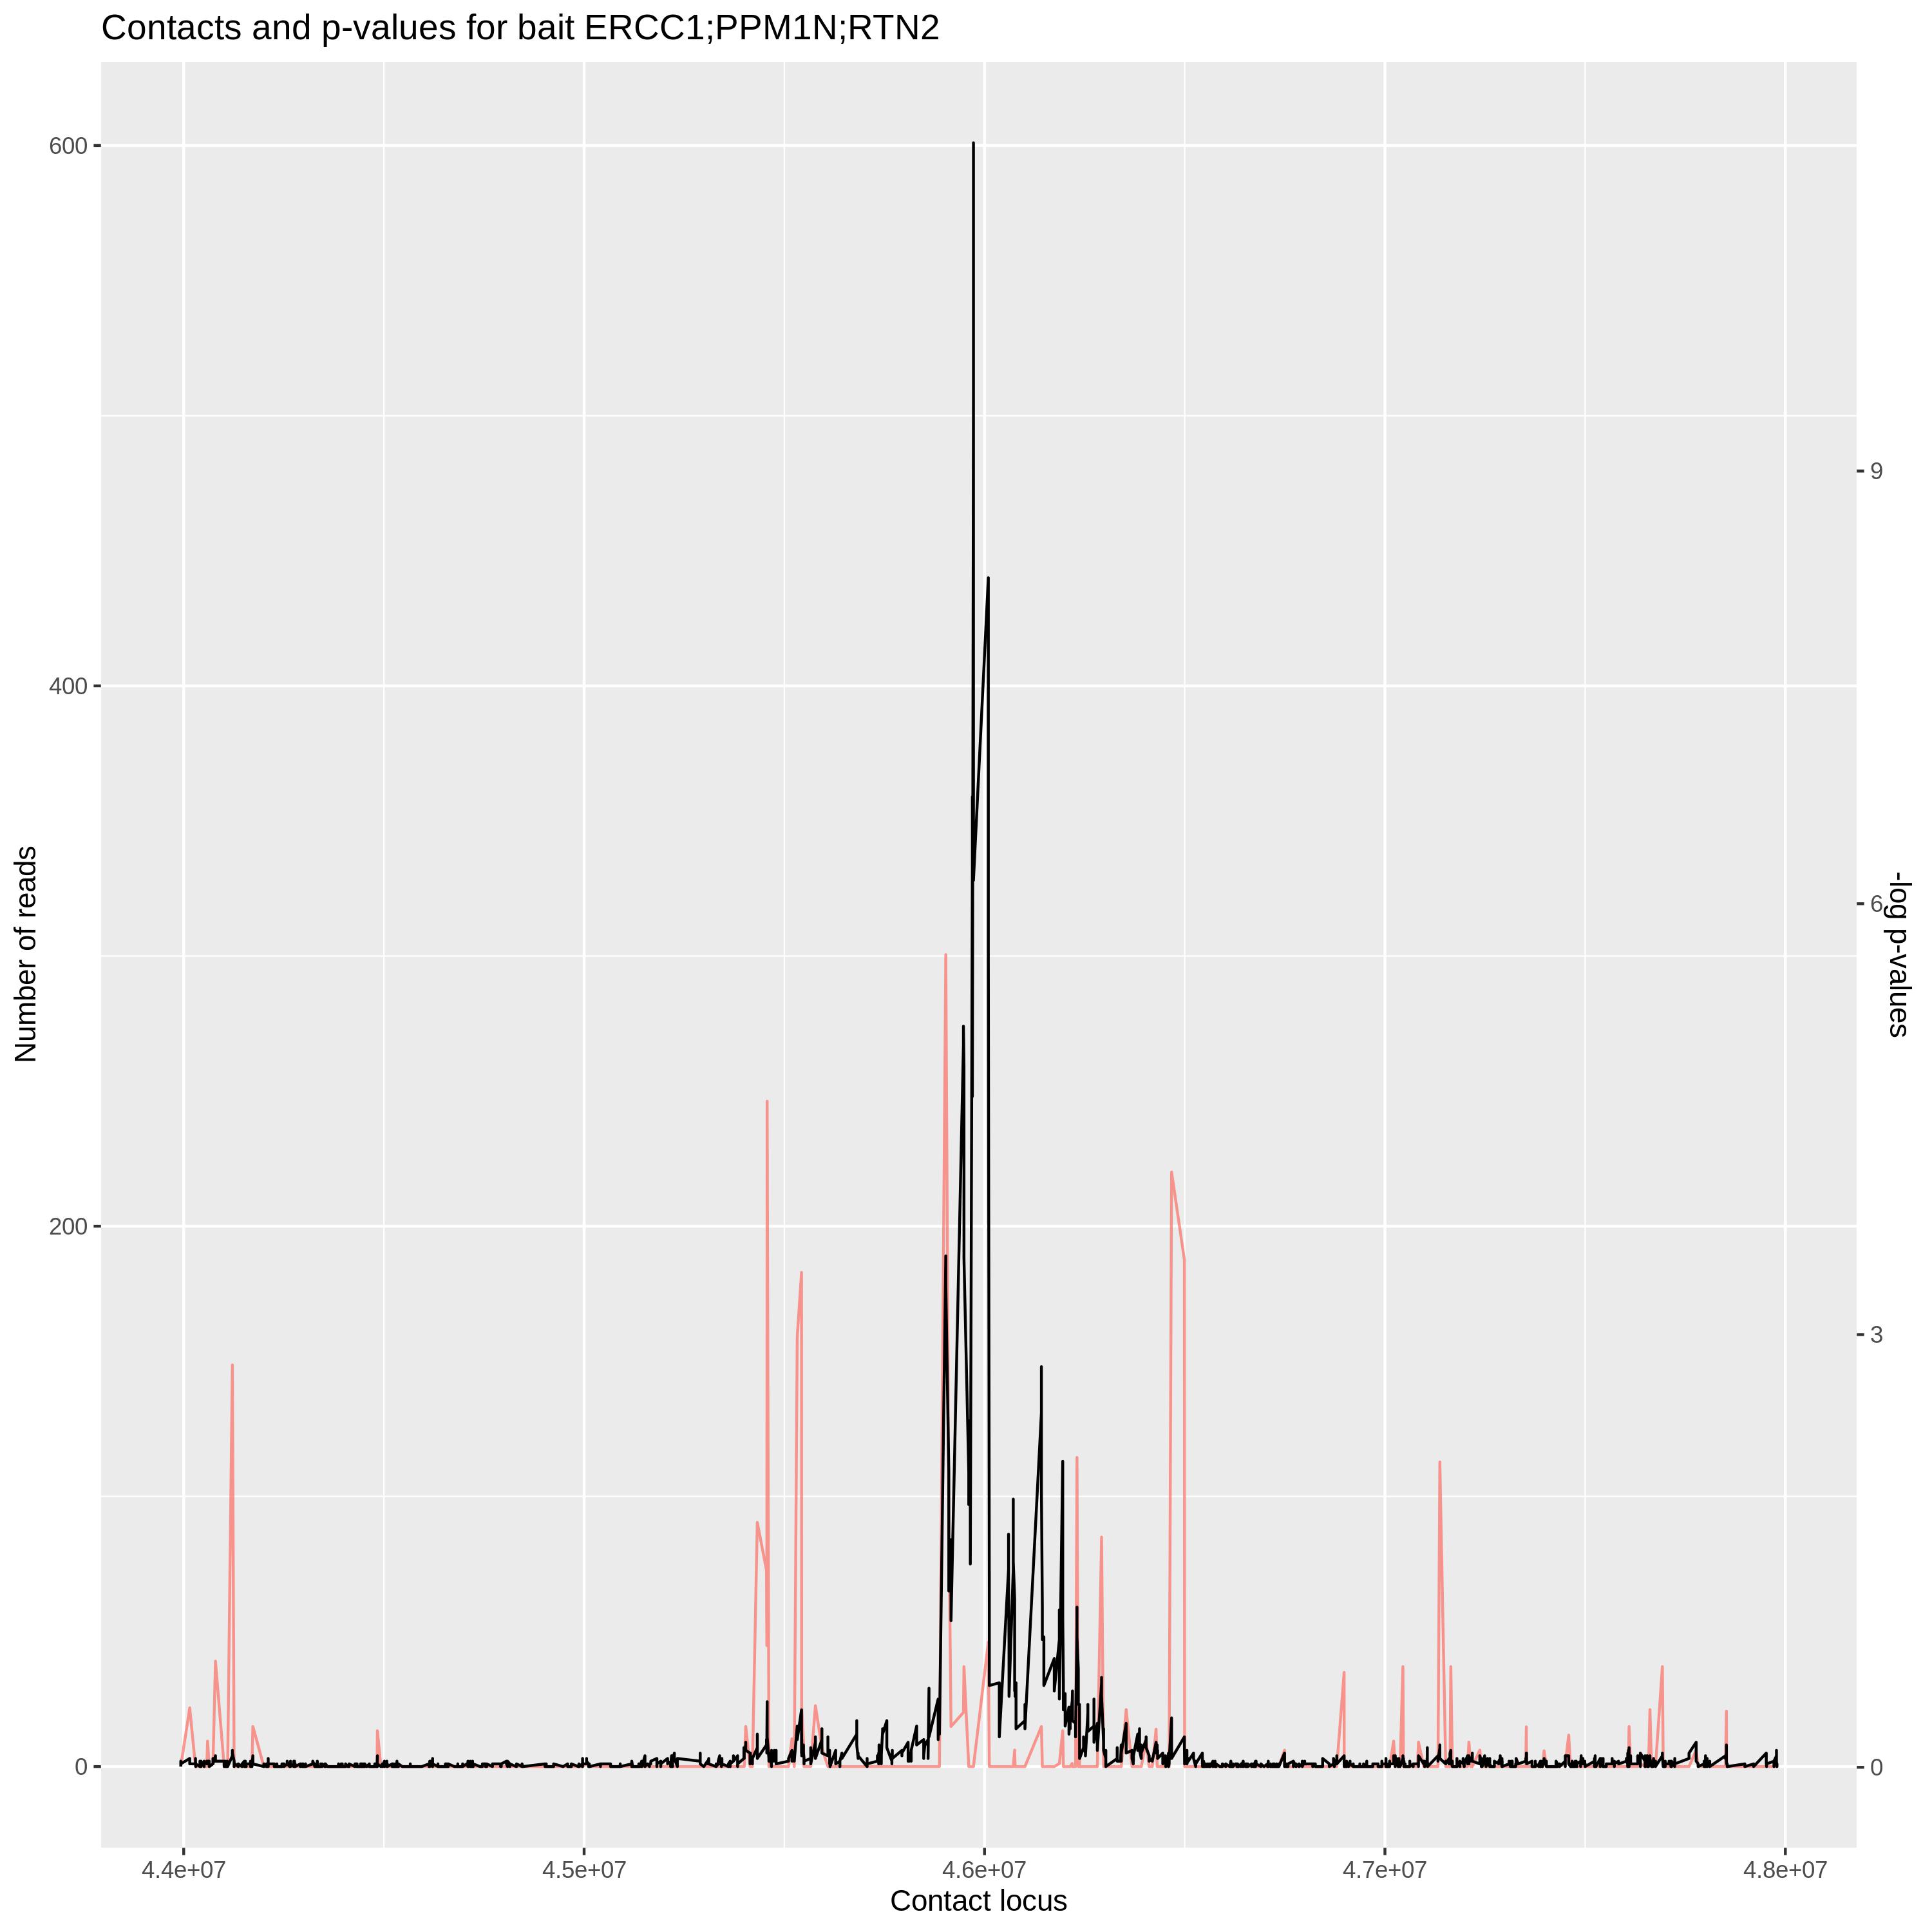 Contacts and p-values for bait ERCC1;PPM1N;RTN2
600
400
200
0
Number of reads
9
6
3
0
-log p-values
4.4e+07
4.5e+07
4.6e+07
4.7e+07
4.8e+07
Contact locus